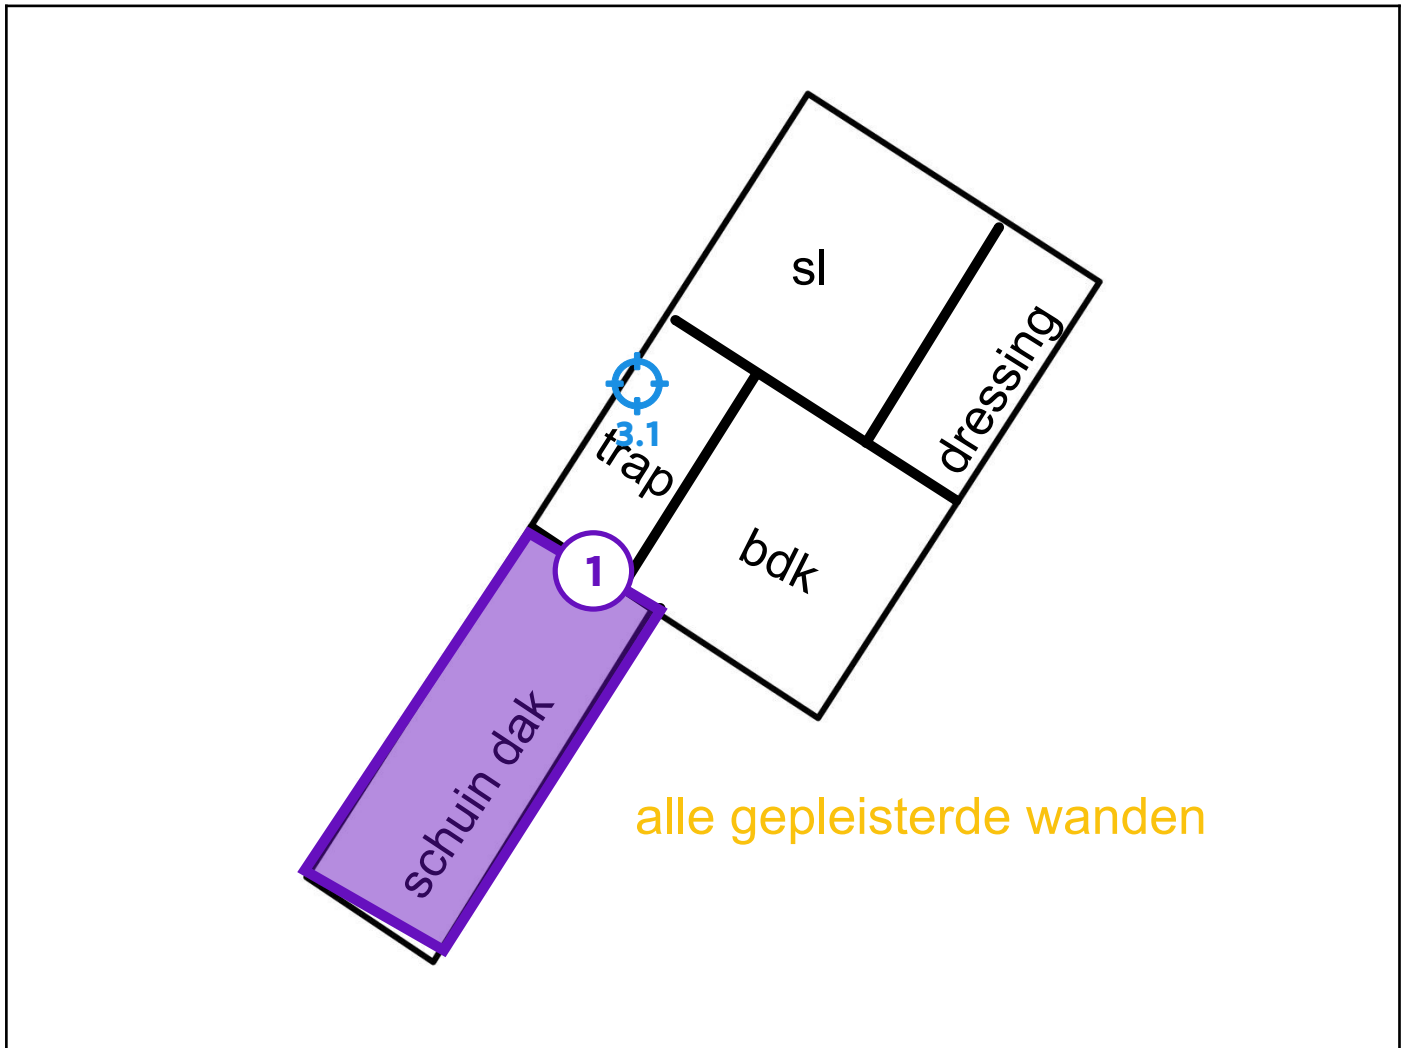 sl
dressing
3.1
trap
bdk
1
schuin dak
alle gepleisterde wanden